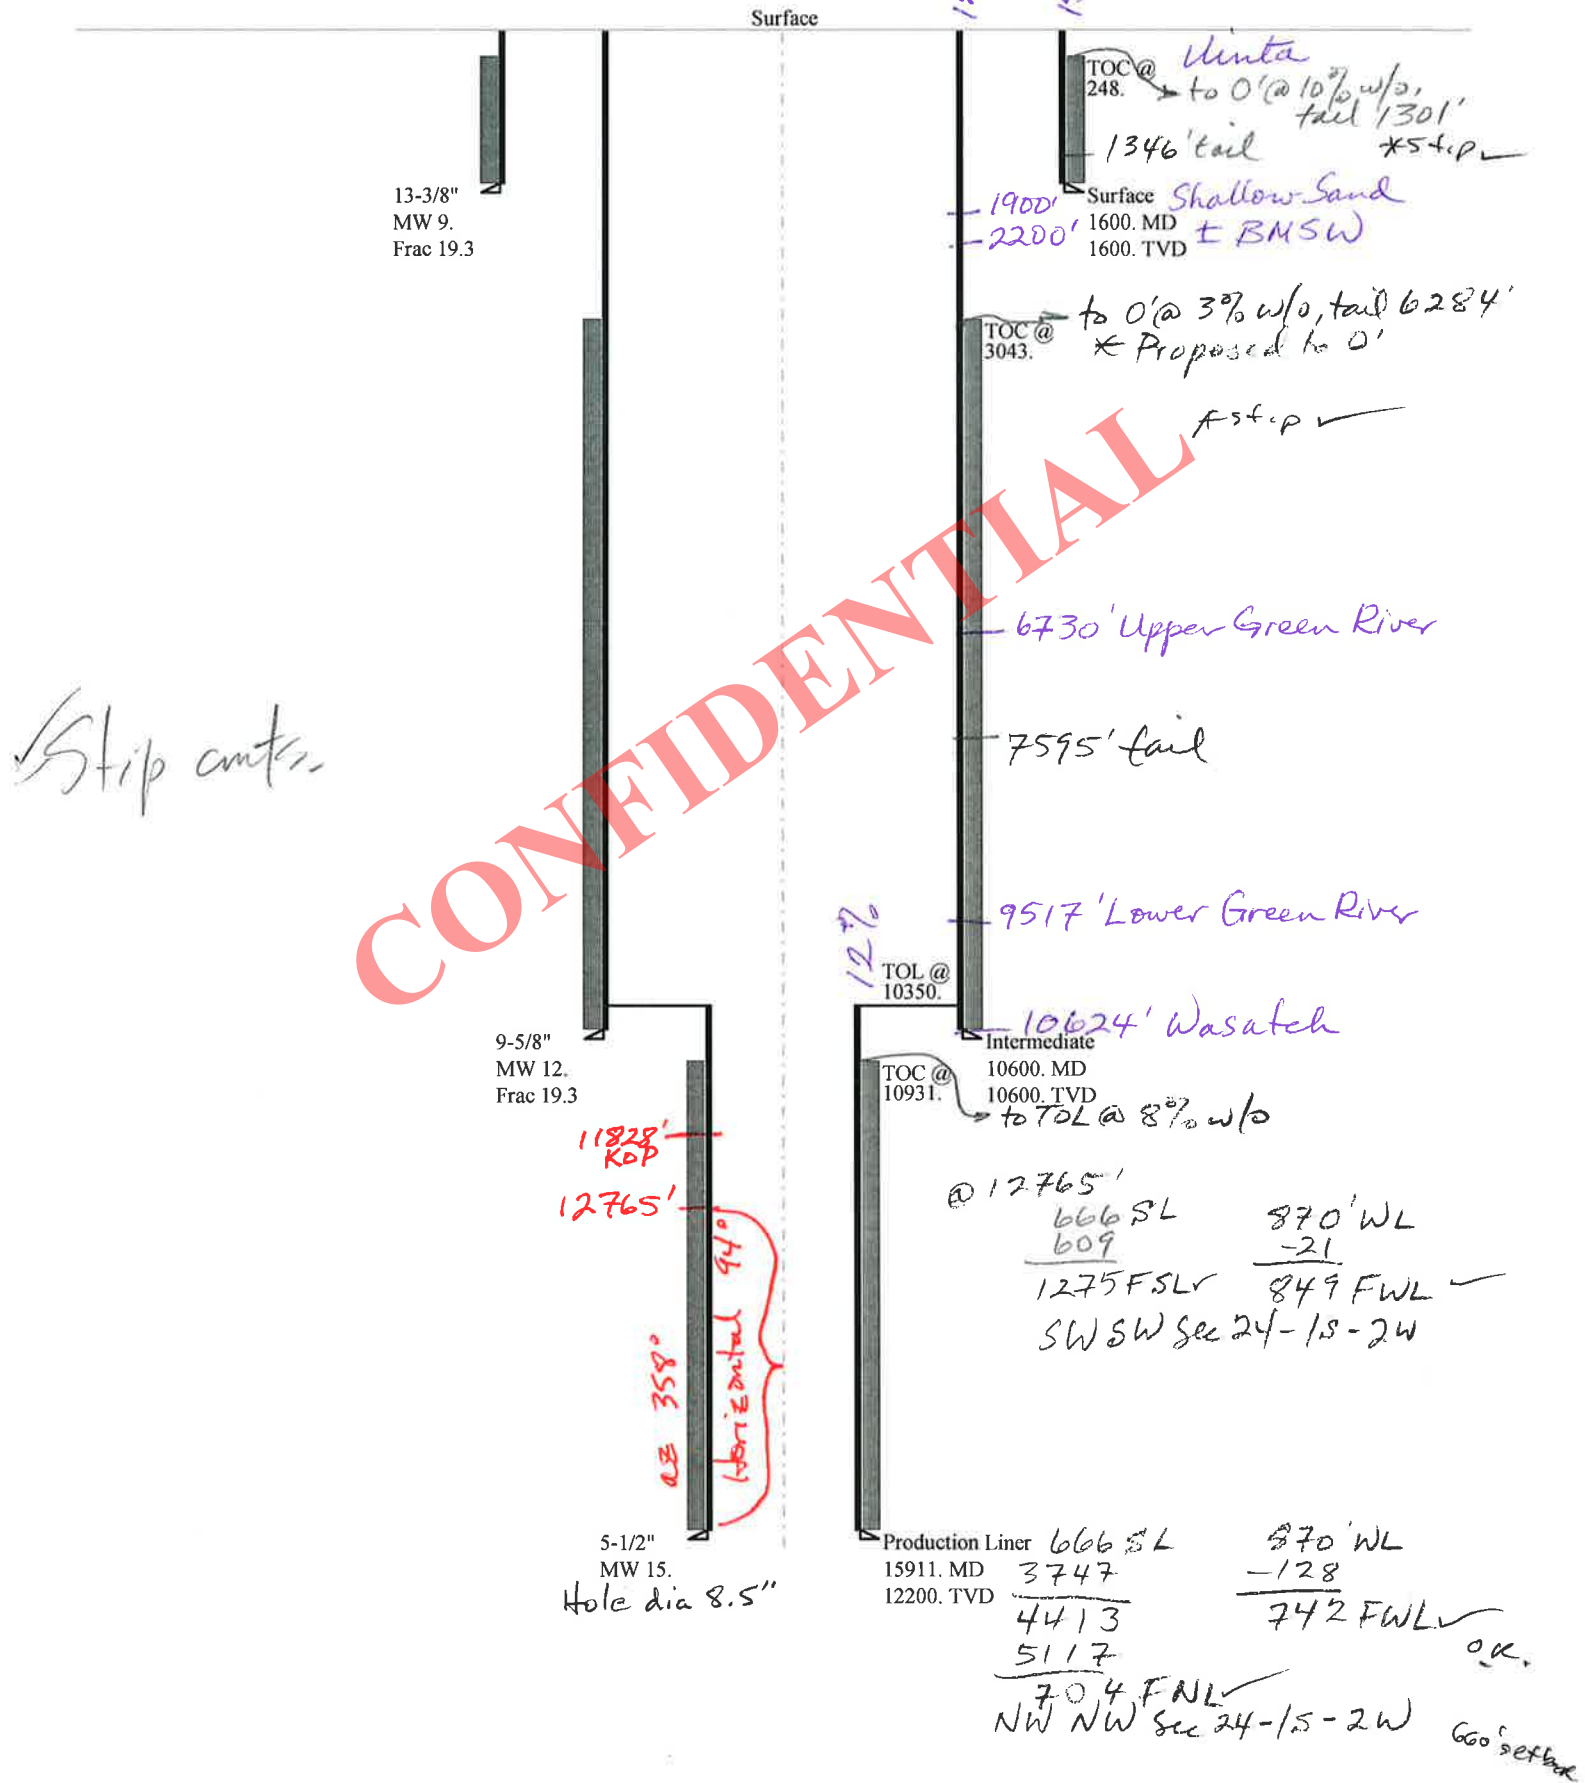 Surface
TOC @
248.
Uinta
to 0' @ 10% w/o,
tail 1301'
*stip ✓
1346' tail
13-3/8"
MW 9.
Frac 19.3
Surface
1600. MD
1600. TVD
1900' Shallow Sand
2200' ± BMSW
TOC @
3043.
to 0' @ 3% w/o, tail 6284'
* Proposed to 0'
*stip ✓
CONFIDENTIAL
6730' Upper Green River
✓ Stip cmts.
7595' tail
9517' Lower Green River
12%
TOL @
10350.
10624' Wasatch
9-5/8"
MW 12.
Frac 19.3
Intermediate
10600. MD
10600. TVD
TOC @
10931.
to TOL @ 8% w/o
11828'
KOP
12765'
@ 12765'
666 SL 870' WL
609 -21
1275 FSL ✓ 849 FWL ✓
SW SW Sec 24-1S-2W
Horizontal 94°
az 358°
5-1/2"
MW 15.
Hole dia 8.5"
Production Liner
15911. MD
12200. TVD
666 SL 870' WL
3747 -128
4413 742 FWL ✓
5117 O.K.
704 FNL ✓
NW NW Sec 24-1S-2W
660' setback